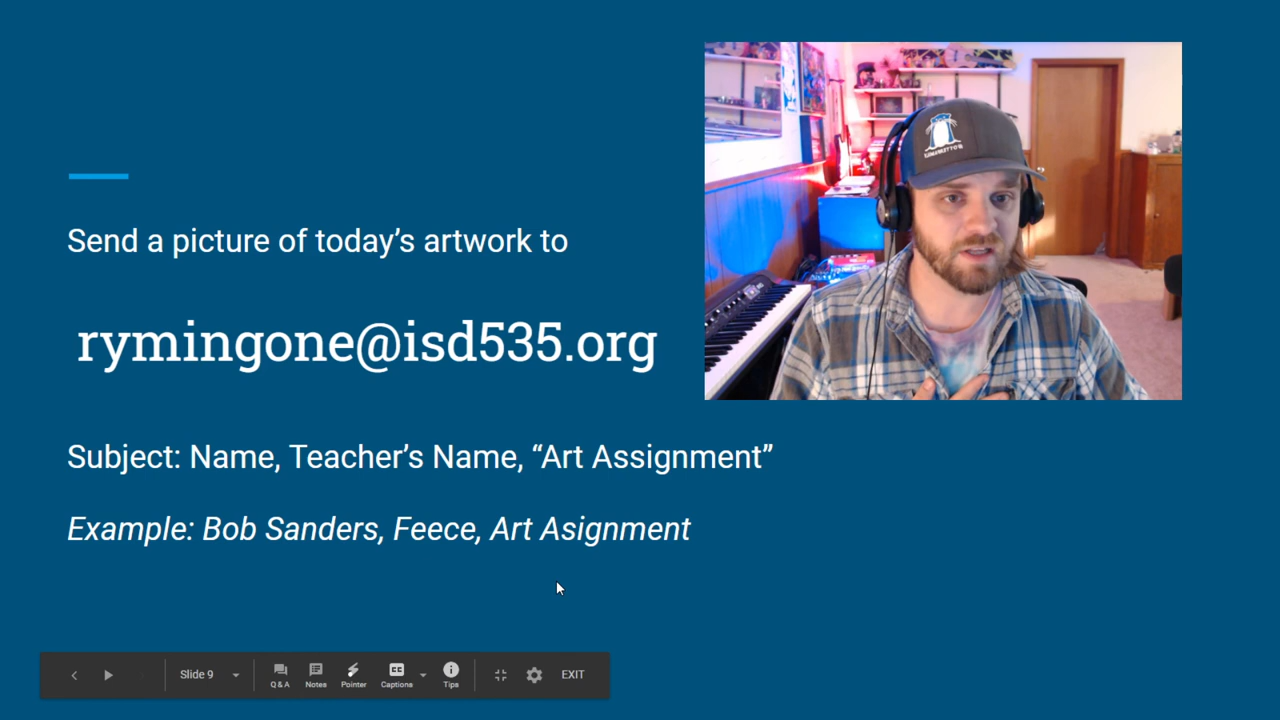 Send a picture of today’s artwork to
rymingone@isd535.org
Subject: Name, Teacher’s Name, “Art Assignment”
Example: Bob Sanders, Feece, Art Asignment
Slide 9
Q & A
Notes
Pointer
Captions
Tips
EXIT